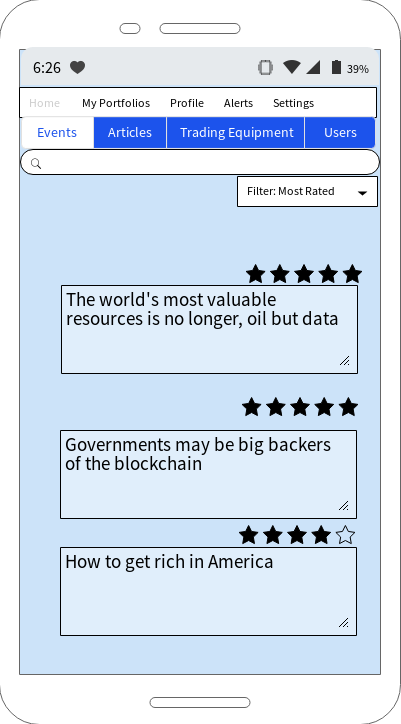 6:26 39%
Home My Portfolios Profile Alerts Settings
Events Articles Trading Equipment Users
Filter: Most Rated
The world's most valuable
resources is no longer, oil but data
Governments may be big backers
of the blockchain
How to get rich in America